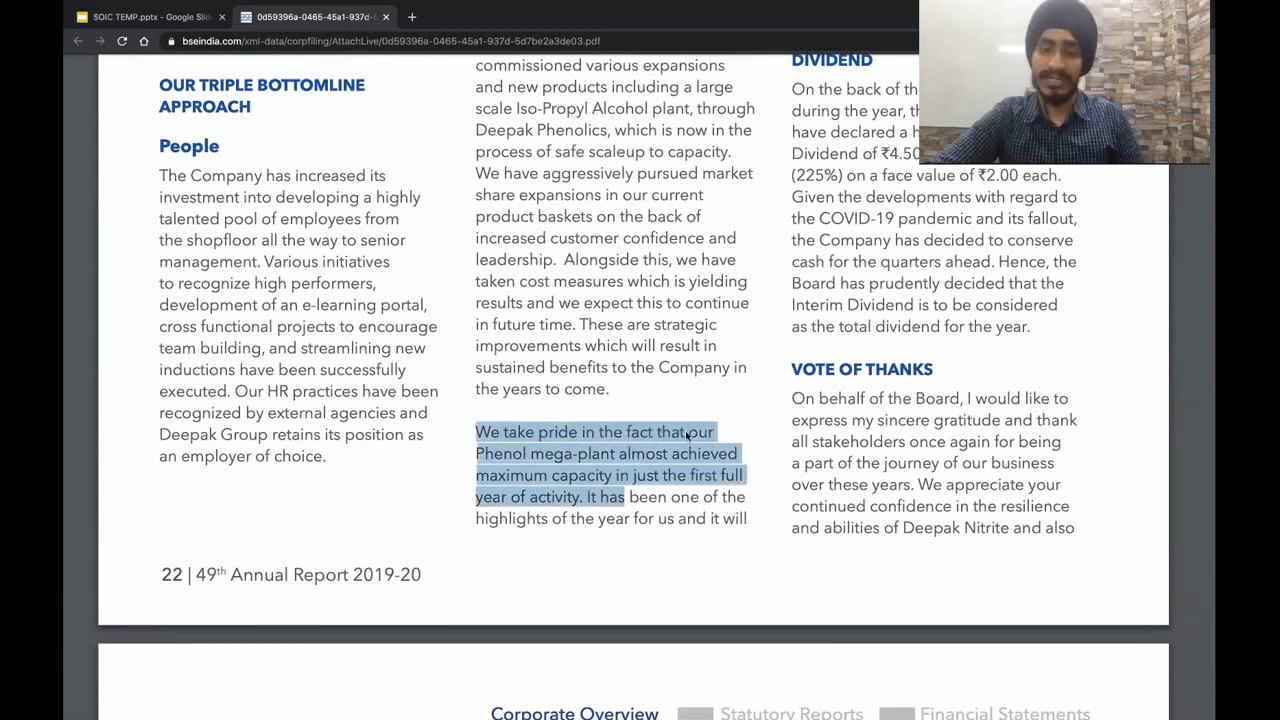 SOIC TEMP.pptx - Google Slid
0d59396a-0465-45a1-937d-
bseindia.com/xml-data/corpfiling/AttachLive/0d59396a-0465-45a1-937d-5d7be2a3de03.pdf
OUR TRIPLE BOTTOMLINE
APPROACH
People
The Company has increased its
investment into developing a highly
talented pool of employees from
the shopfloor all the way to senior
management. Various initiatives
to recognize high performers,
development of an e-learning portal,
cross functional projects to encourage
team building, and streamlining new
inductions have been successfully
executed. Our HR practices have been
recognized by external agencies and
Deepak Group retains its position as
an employer of choice.
commissioned various expansions
and new products including a large
scale Iso-Propyl Alcohol plant, through
Deepak Phenolics, which is now in the
process of safe scaleup to capacity.
We have aggressively pursued market
share expansions in our current
product baskets on the back of
increased customer confidence and
leadership. Alongside this, we have
taken cost measures which is yielding
results and we expect this to continue
in future time. These are strategic
improvements which will result in
sustained benefits to the Company in
the years to come.
We take pride in the fact that our
Phenol mega-plant almost achieved
maximum capacity in just the first full
year of activity. It has been one of the
highlights of the year for us and it will
DIVIDEND
On the back of th
during the year, th
have declared a h
Dividend of ₹4.50
(225%) on a face value of ₹2.00 each.
Given the developments with regard to
the COVID-19 pandemic and its fallout,
the Company has decided to conserve
cash for the quarters ahead. Hence, the
Board has prudently decided that the
Interim Dividend is to be considered
as the total dividend for the year.
VOTE OF THANKS
On behalf of the Board, I would like to
express my sincere gratitude and thank
all stakeholders once again for being
a part of the journey of our business
over these years. We appreciate your
continued confidence in the resilience
and abilities of Deepak Nitrite and also
22 | 49th Annual Report 2019-20
Corporate Overview Statutory Reports Financial Statements